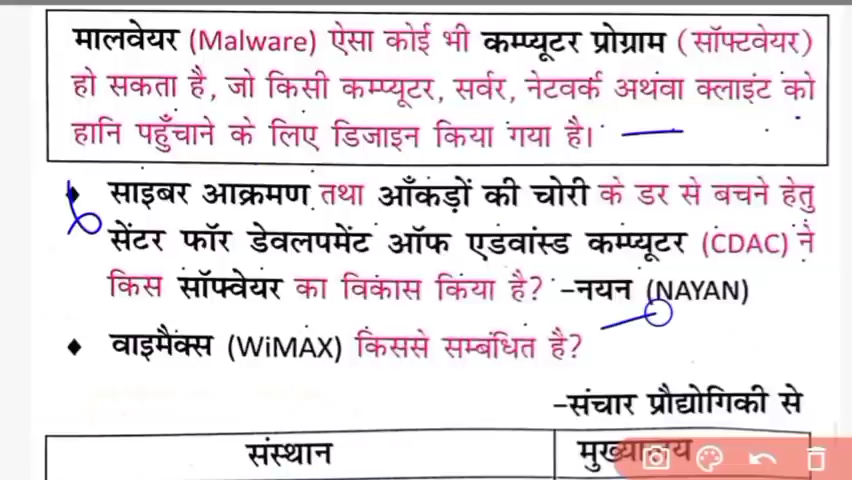 मालवेयर (Malware) ऐसा कोई भी कम्प्यूटर प्रोग्राम (सॉफ्टवेयर)
हो सकता है, जो किसी कम्प्यूटर, सर्वर, नेटवर्क अथवा क्लाइंट को
हानि पहुँचाने के लिए डिजाइन किया गया है।
♦ साइबर आक्रमण तथा आँकड़ों की चोरी के डर से बचने हेतु
सेंटर फॉर डेवलपमेंट ऑफ एडवांस्ड कम्प्यूटर (CDAC) ने
किस सॉफ्वेयर का विकास किया है? -नयन (NAYAN)
♦ वाइमैक्स (WiMAX) किससे सम्बंधित है?
-संचार प्रौद्योगिकी से
संस्थान मुख्यालय